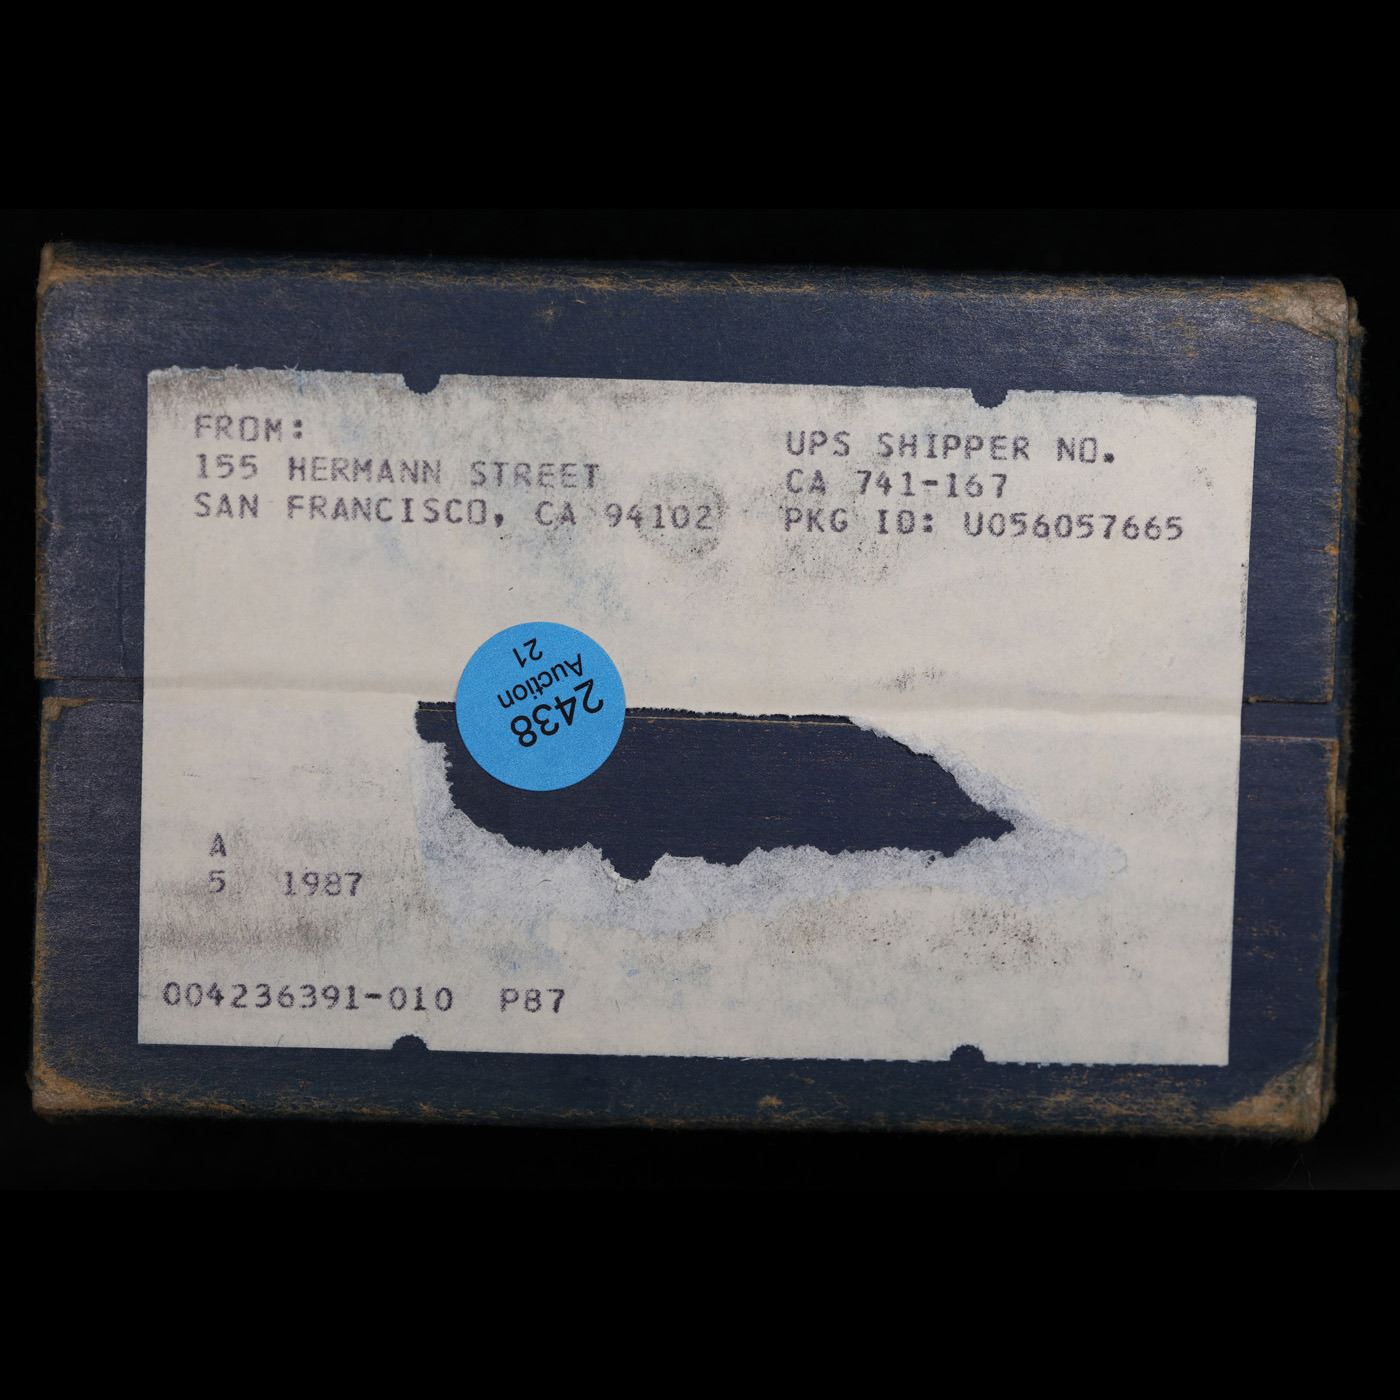 FROM:
155 HERMANN STREET
SAN FRANCISCO, CA 94102
UPS SHIPPER NO.
CA 741-167
PKG ID: U056057665
2438
Auction
21
A
5 1987
004236391-010 P87